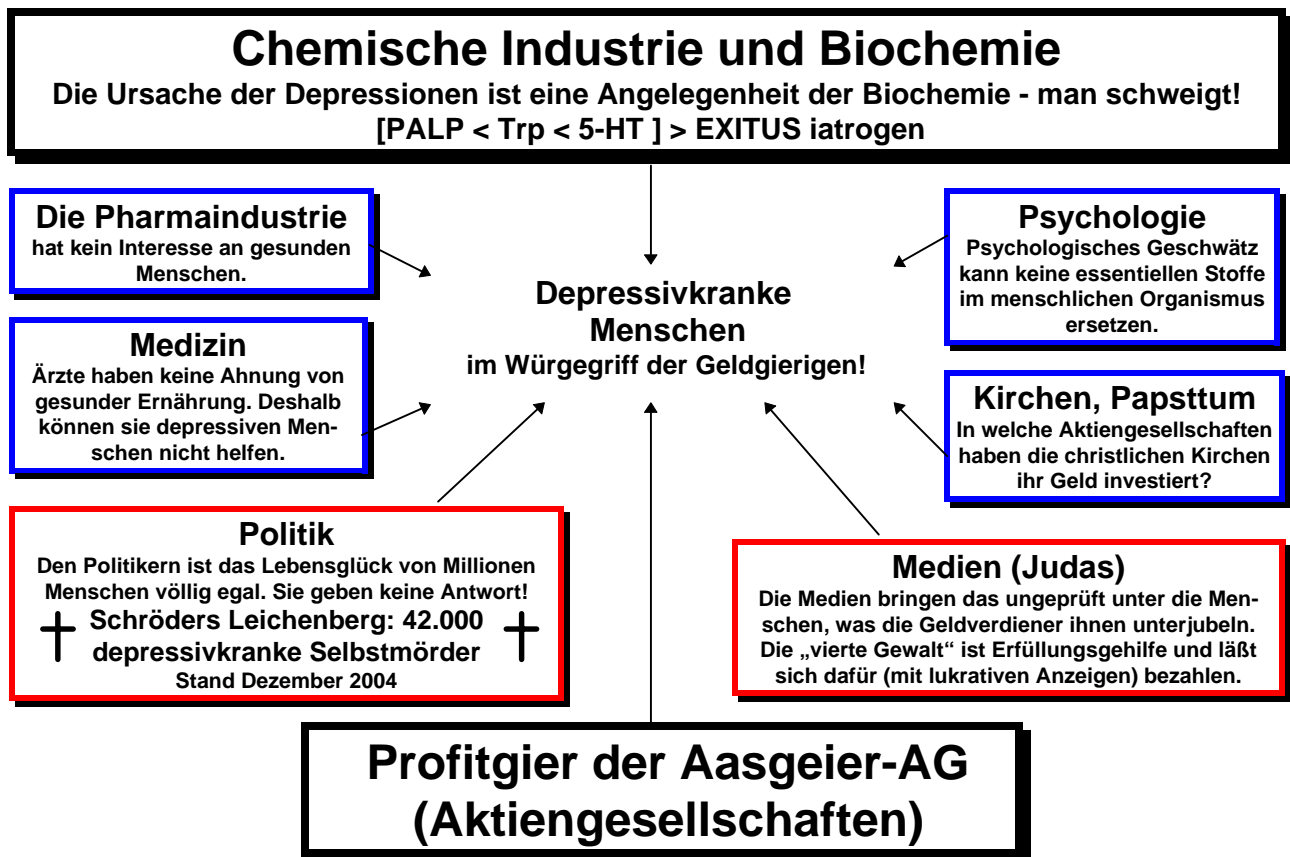 Chemische Industrie und Biochemie
Die Ursache der Depressionen ist eine Angelegenheit der Biochemie - man schweigt!
[PALP < Trp < 5-HT ] > EXITUS iatrogen
Die Pharmaindustrie
hat kein Interesse an gesunden
Menschen.
Psychologie
Psychologisches Geschwätz
kann keine essentiellen Stoffe
im menschlichen Organismus
ersetzen.
Depressivkranke
Menschen
im Würgegriff der Geldgierigen!
Medizin
Ärzte haben keine Ahnung von
gesunder Ernährung. Deshalb
können sie depressiven Men-
schen nicht helfen.
Kirchen, Papsttum
In welche Aktiengesellschaften
haben die christlichen Kirchen
ihr Geld investiert?
Politik
Den Politikern ist das Lebensglück von Millionen
Menschen völlig egal. Sie geben keine Antwort!
Schröders Leichenberg: 42.000
depressivkranke Selbstmörder
Stand Dezember 2004
Medien (Judas)
Die Medien bringen das ungeprüft unter die Men-
schen, was die Geldverdiener ihnen unterjubeln.
Die „vierte Gewalt“ ist Erfüllungsgehilfe und läßt
sich dafür (mit lukrativen Anzeigen) bezahlen.
Profitgier der Aasgeier-AG
(Aktiengesellschaften)